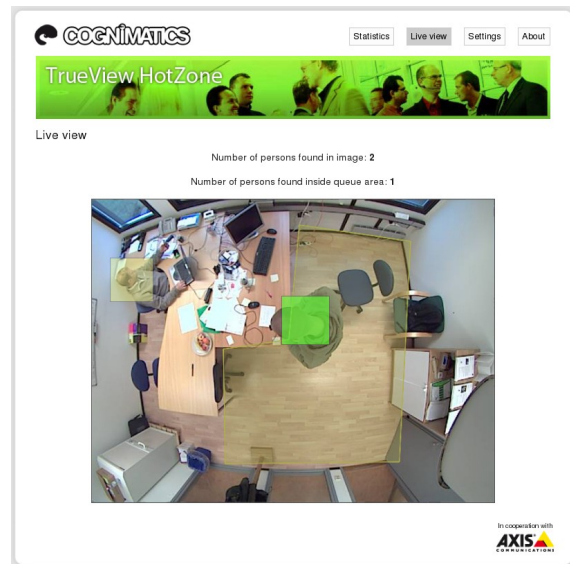 COGNIMATICS
Statistics
Live view
Settings
About
TrueView HotZone
Live view
Number of persons found in image: 2
Number of persons found inside queue area: 1
In cooperation with
AXIS
COMMUNICATIONS